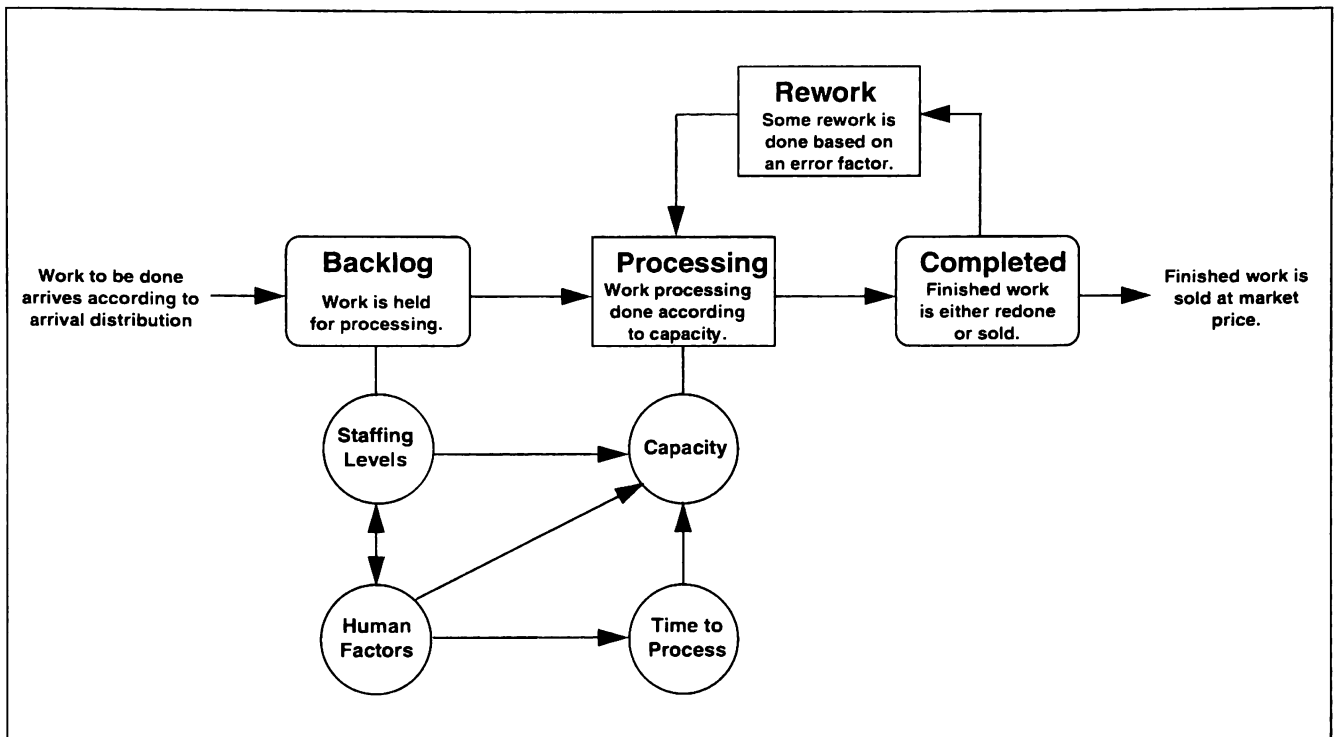 Rework
Some rework is
done based on
an error factor.
Work to be done
arrives according to
arrival distribution
Backlog
Work is held
for processing.
Processing
Work processing
done according
to capacity.
Completed
Finished work
is either redone
or sold.
Finished work is
sold at market
price.
Staffing
Levels
Capacity
Human
Factors
Time to
Process